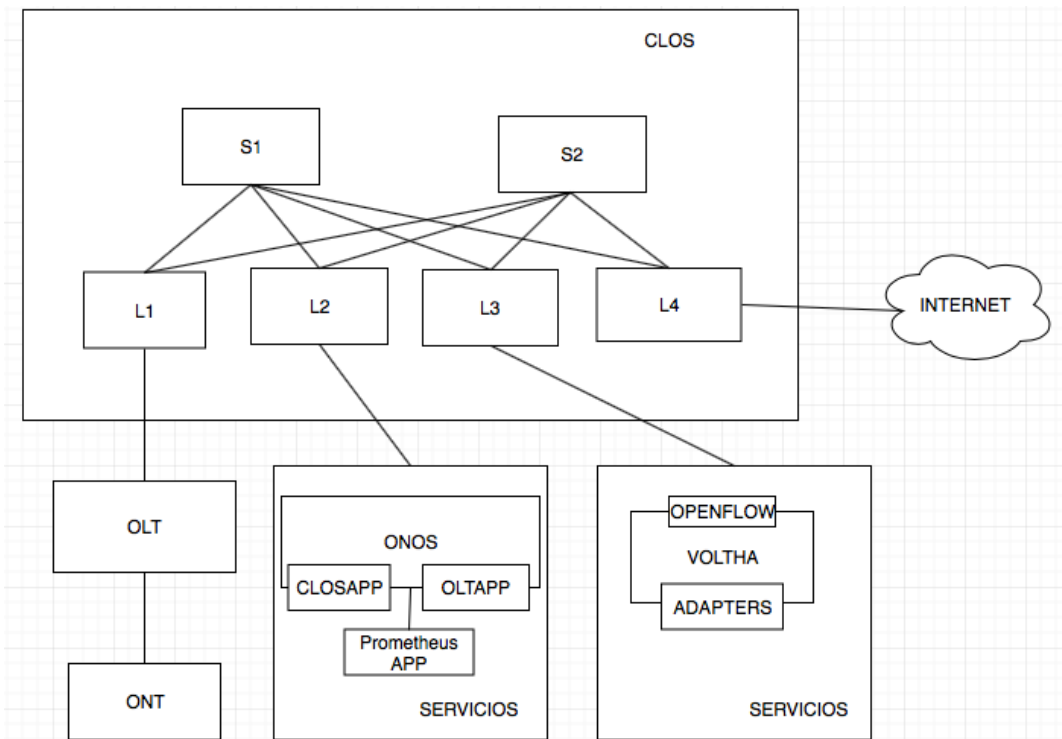 CLOS
S1
S2
L1
L2
L3
L4
INTERNET
OLT
ONT
ONOS
CLOSAPP
OLTAPP
Prometheus
APP
SERVICIOS
OPENFLOW
VOLTHA
ADAPTERS
SERVICIOS